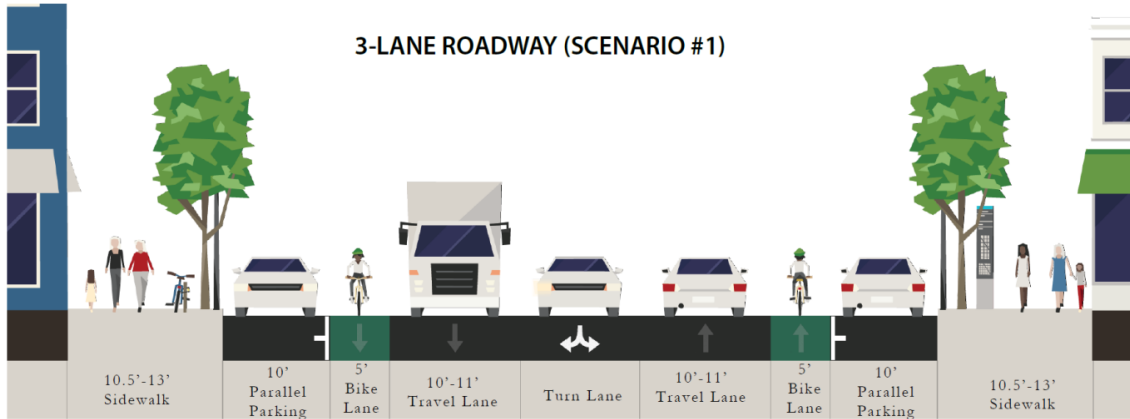 3-LANE ROADWAY (SCENARIO #1)
10.5'-13'
Sidewalk
10'
Parallel
Parking
5'
Bike
Lane
10'-11'
Travel Lane
Turn Lane
10'-11'
Travel Lane
5'
Bike
Lane
10'
Parallel
Parking
10.5'-13'
Sidewalk